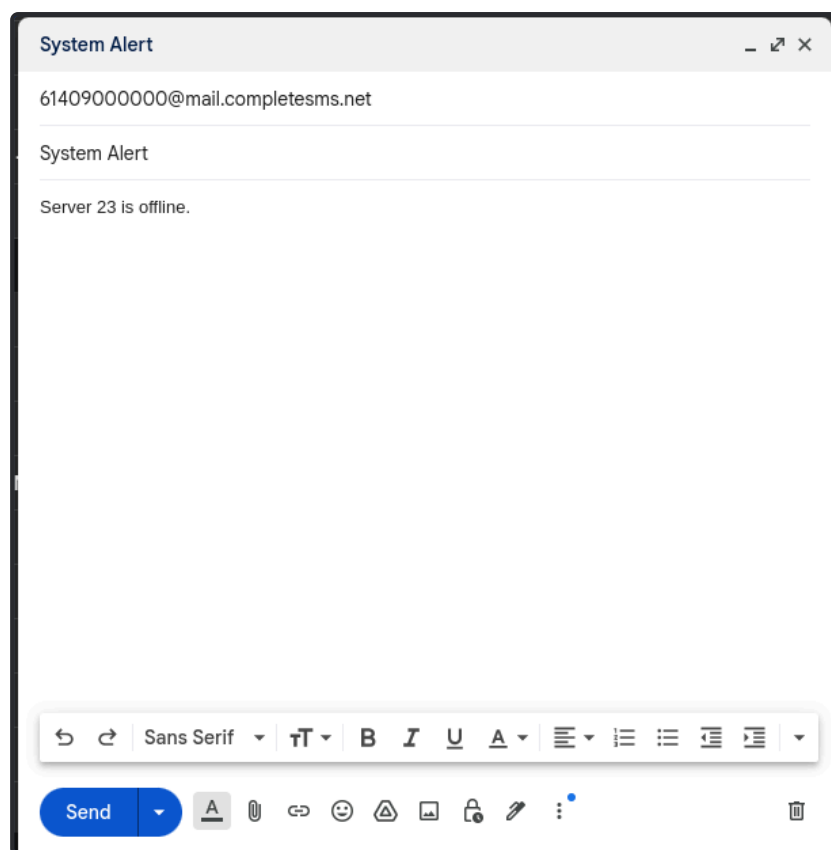 System Alert
61409000000@mail.completesms.net
System Alert
Server 23 is offline.
Sans Serif
Send